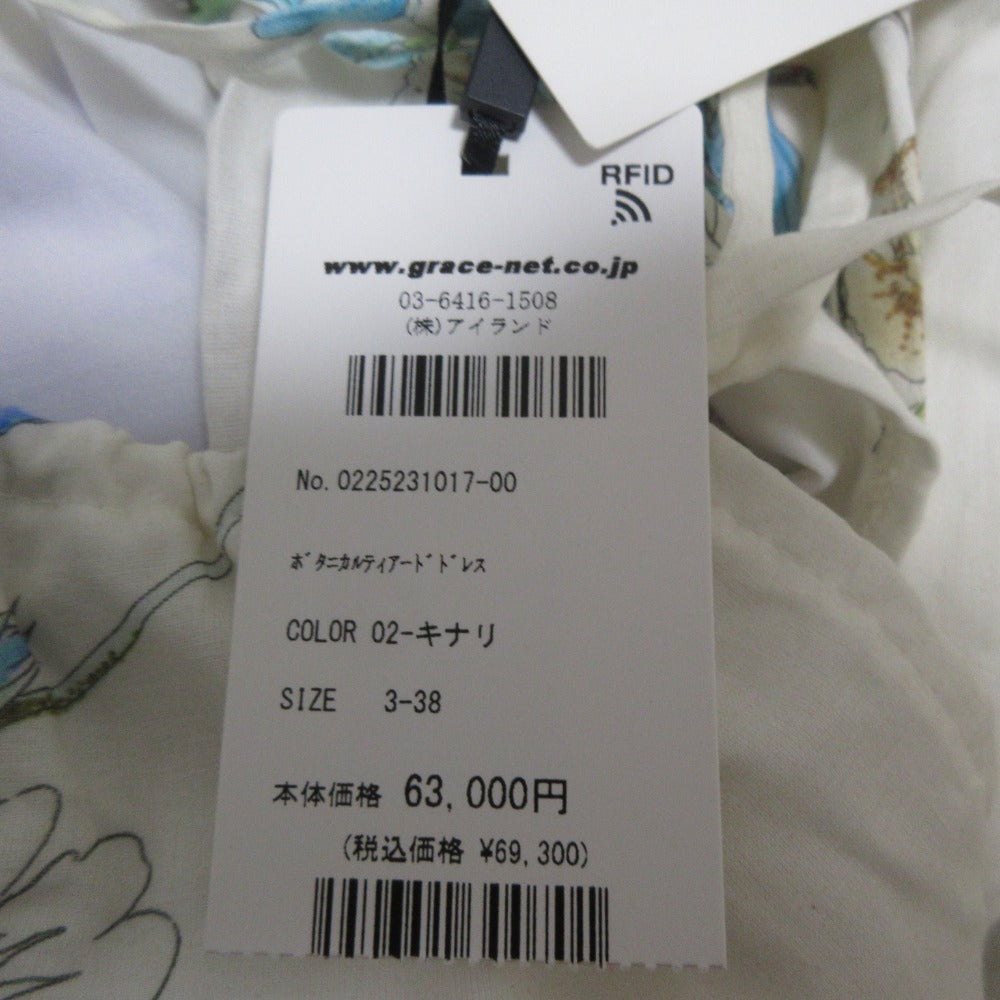 RFID
www.grace-net.co.jp
03-6416-1508
(株)アイランド
No. 0225231017-00
ﾎﾞﾀﾆｶﾙﾃｨｱｰﾄﾞﾄﾞﾚｽ
COLOR 02-キナリ
SIZE 3-38
本体価格 63,000円
(税込価格 ¥69,300)